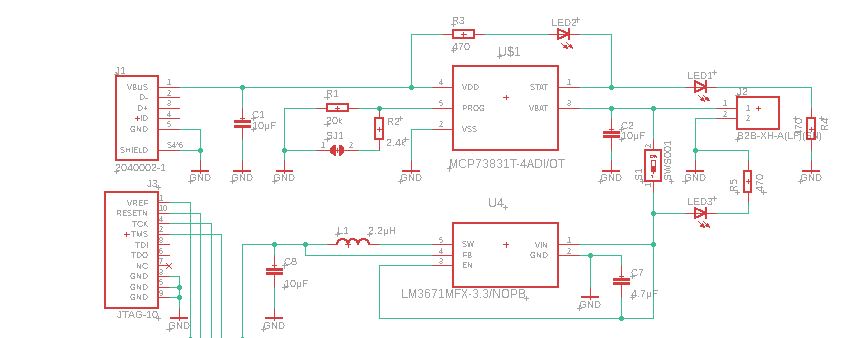 R3
470
LED2
J1
VBUS 1
D- 2
D+ 3
ID 4
GND 5
SHIELD S4*6
2040002-1
GND
C1
10µF
GND
R1
20k
SJ1
1 2
R2
2.4k
GND
U$1
4 VDD STAT 1
5 PROG VBAT 3
2 VSS
MCP73831T-4ADI/OT
GND
C2
10µF
GND
LED1
J2
1 1
2 2
B2B-XH-A
R4
470
GND
GND
S1
SWS001
1 2
R5
470
LED3
J3
VREF 1
RESETN 10
TCK 4
TMS 2
TDI 8
TDO 6
NC 7
GND 3
GND 5
GND 9
JTAG-10
GND
C8
10µF
GND
L1
2.2µH
U4
5 SW VIN 1
4 FB GND 2
3 EN
LM3671MFX-3.3/NOPB
GND
C7
4.7µF